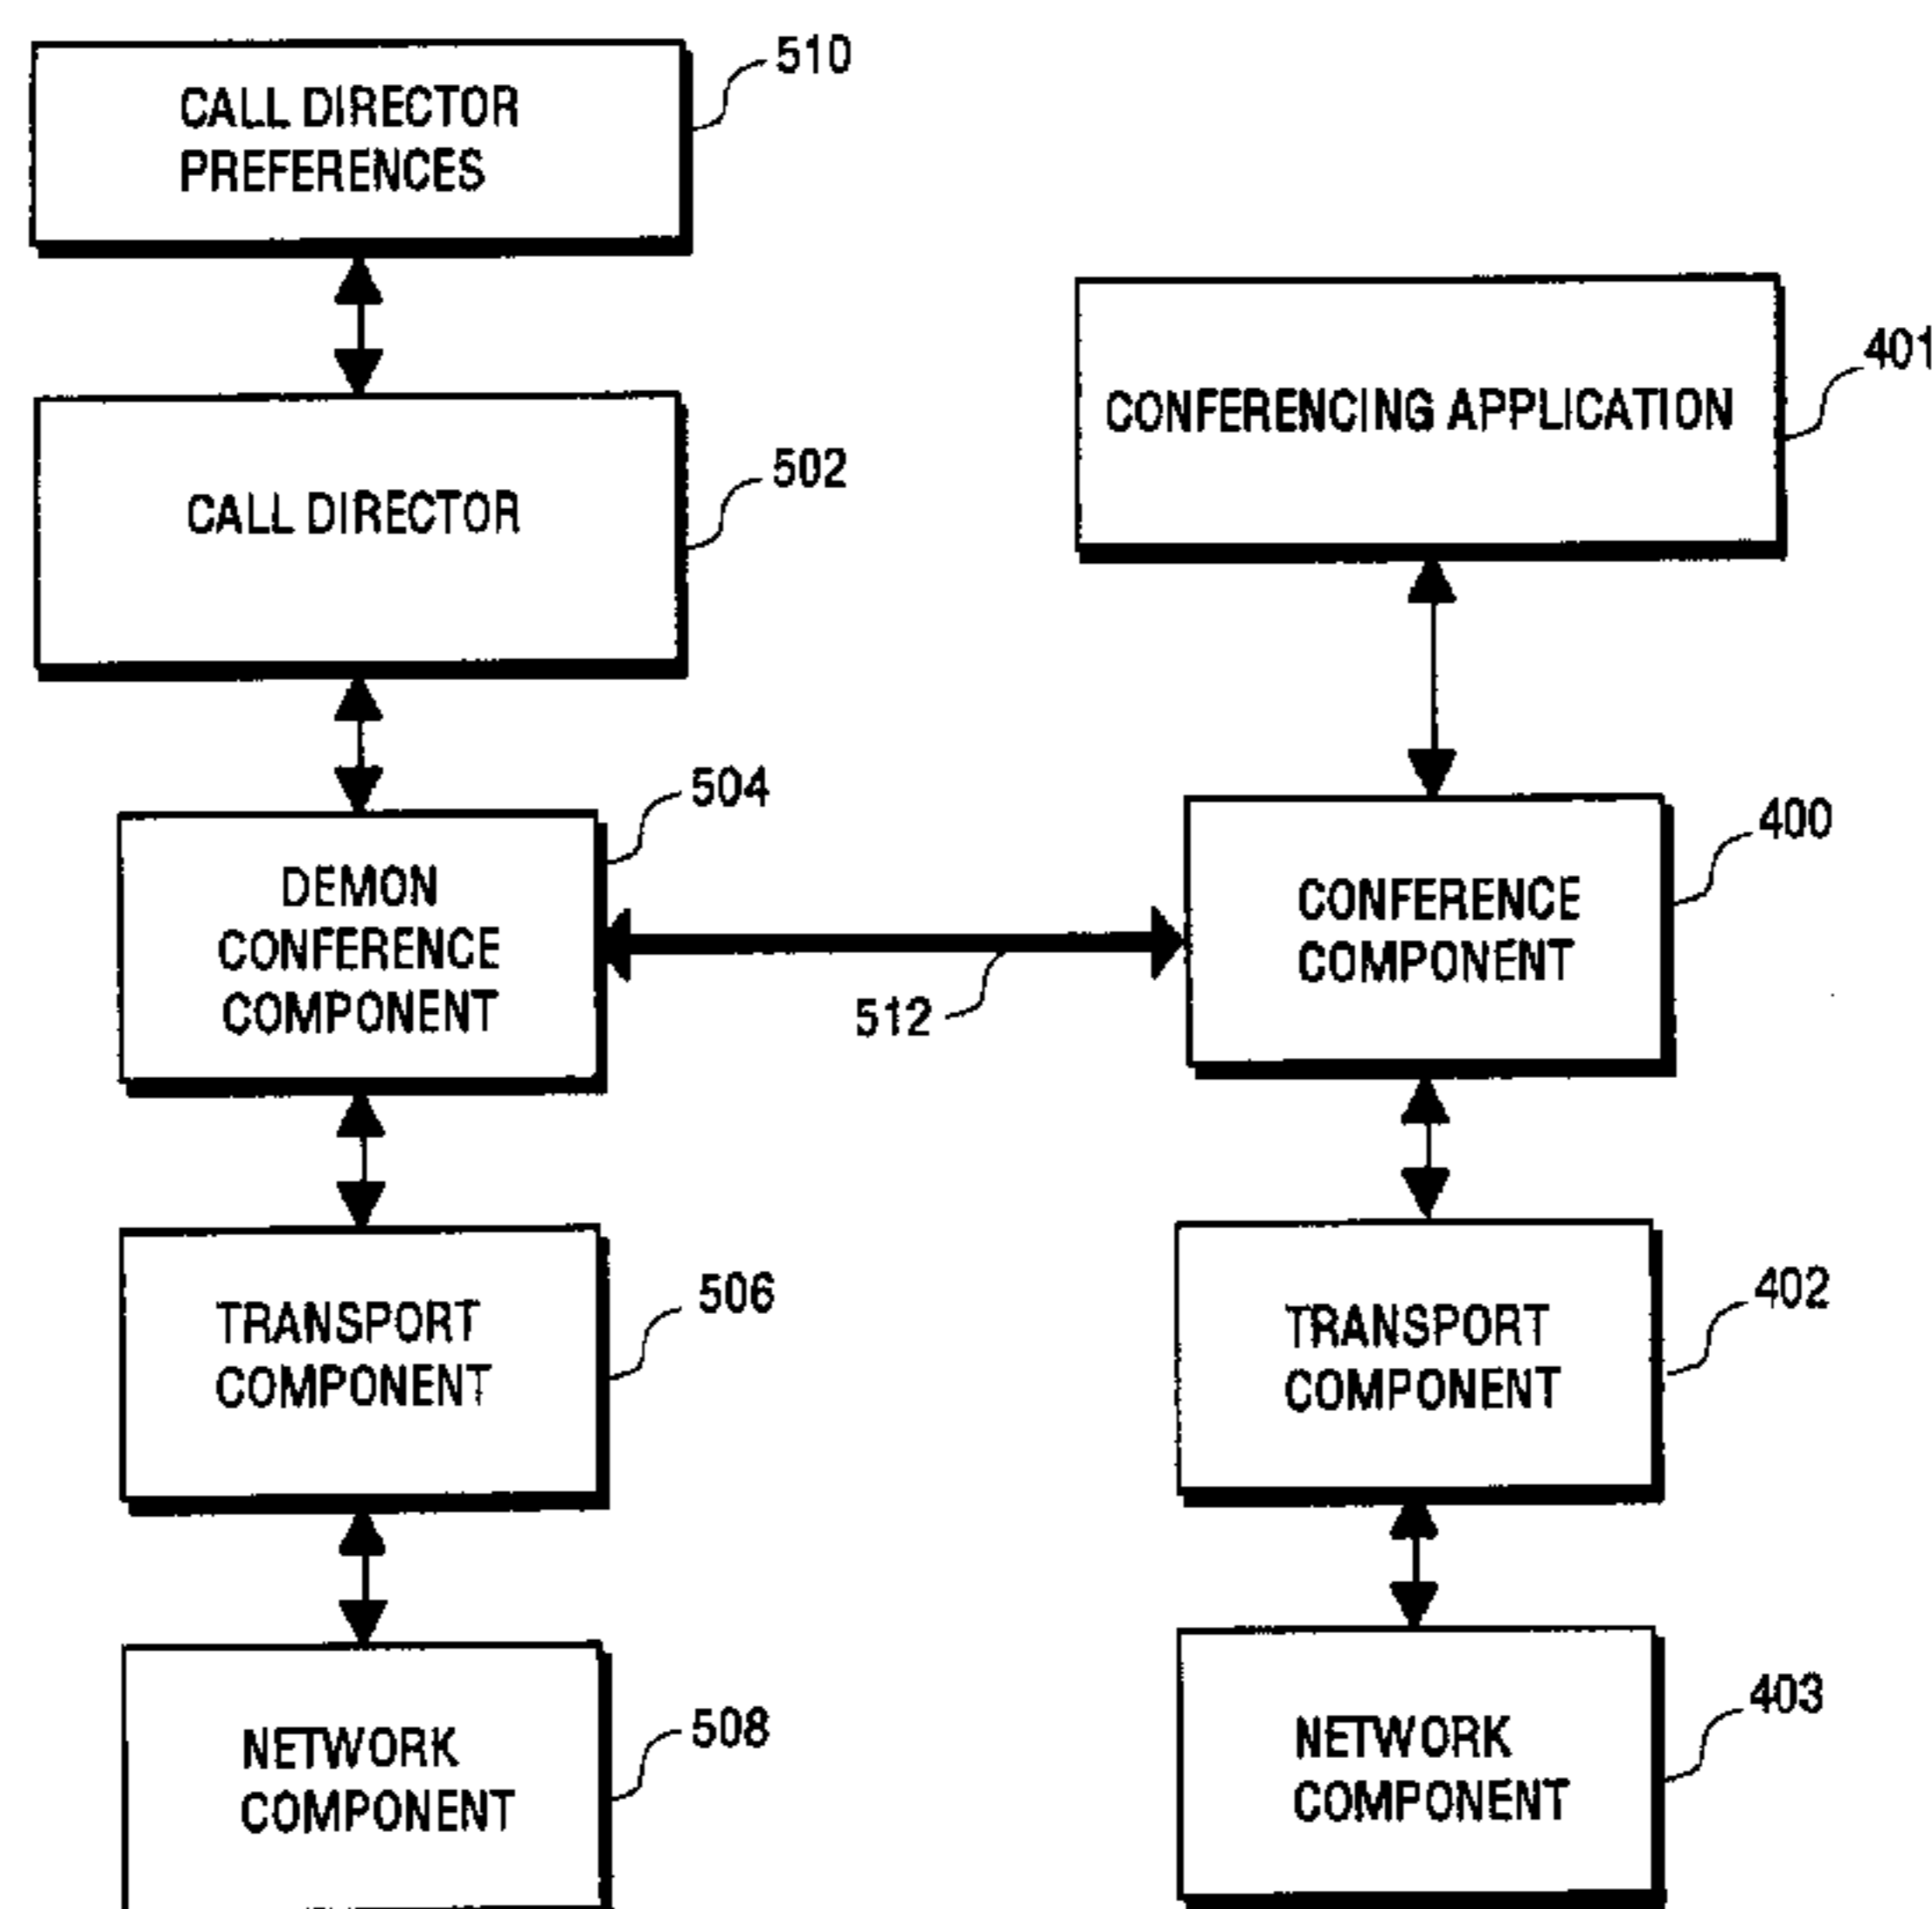 CALL DIRECTOR
PREFERENCES
510
CALL DIRECTOR
502
DEMON
CONFERENCE
COMPONENT
504
512
TRANSPORT
COMPONENT
506
NETWORK
COMPONENT
508
CONFERENCING APPLICATION
401
CONFERENCE
COMPONENT
400
TRANSPORT
COMPONENT
402
NETWORK
COMPONENT
403